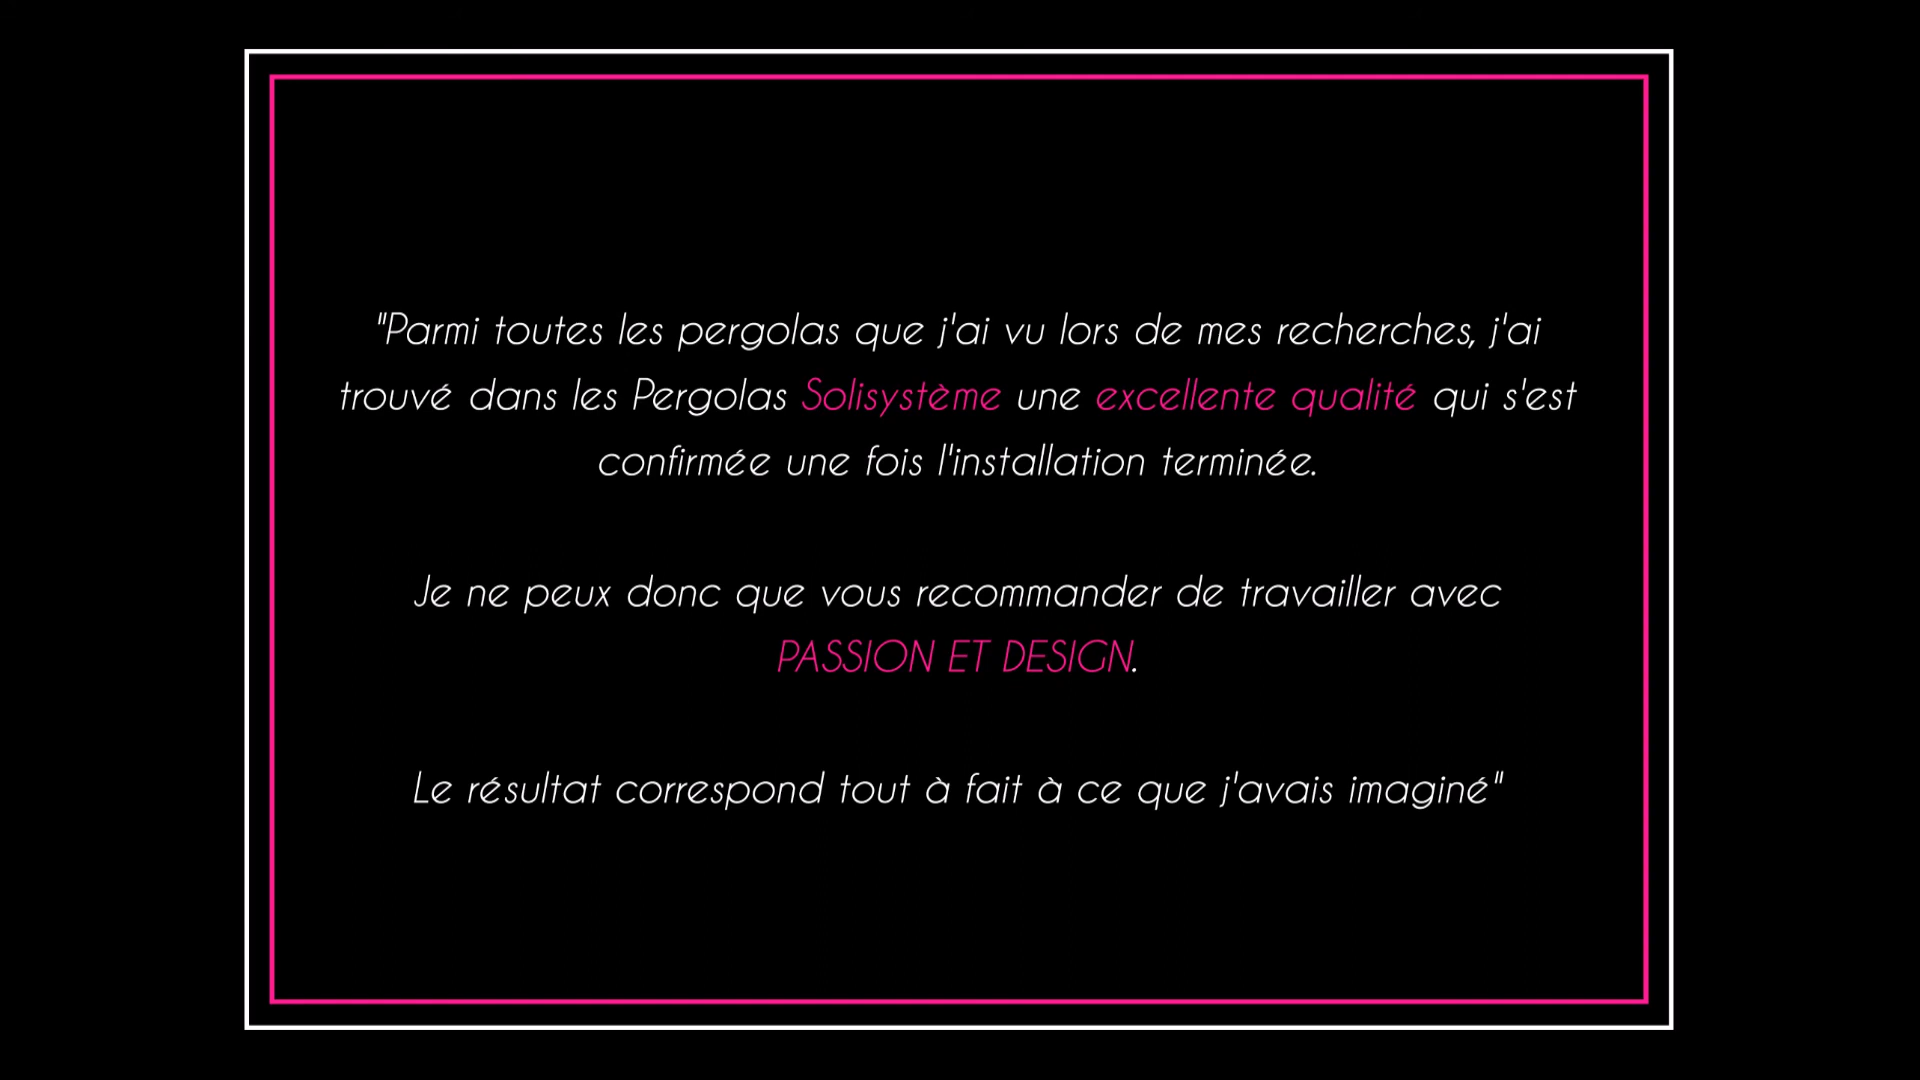 "Parmi toutes les pergolas que j'ai vu lors de mes recherches, j'ai
trouvé dans les Pergolas Solisystème une excellente qualité qui s'est
confirmée une fois l'installation terminée.
Je ne peux donc que vous recommander de travailler avec
PASSION ET DESIGN.
Le résultat correspond tout à fait à ce que j'avais imaginé"